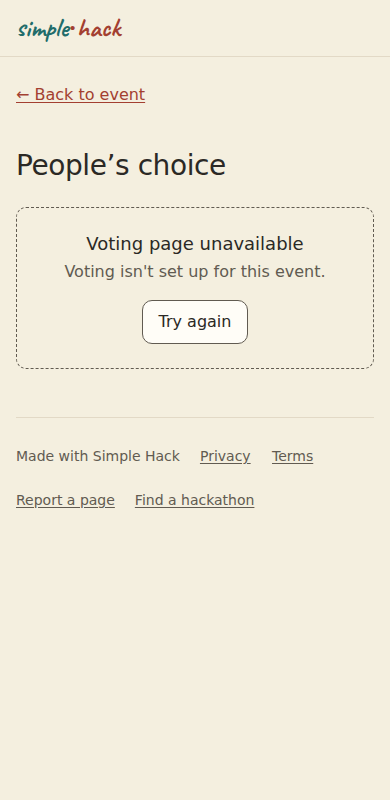 simple•hack
← Back to event
People’s choice
Voting page unavailable
Voting isn't set up for this event.
Try again
Made with Simple Hack Privacy Terms
Report a page Find a hackathon